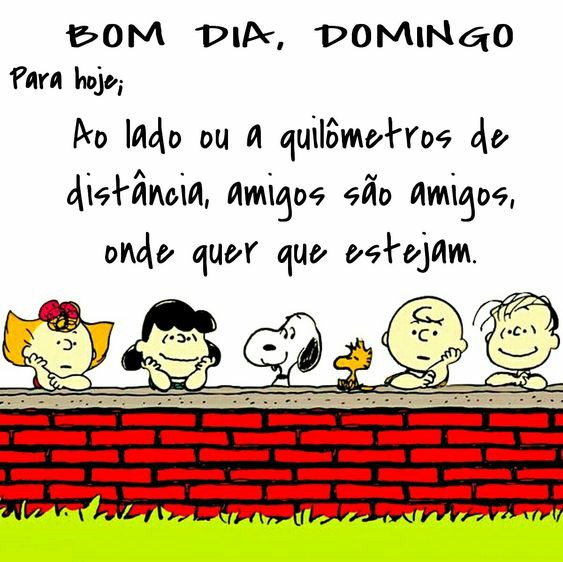 BOM DIA, DOMINGO
Para hoje;
Ao lado ou a quilômetros de
distância, amigos são amigos,
onde quer que estejam.